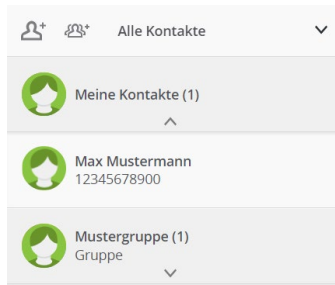 Alle Kontakte
Meine Kontakte (1)
Max Mustermann
12345678900
Mustergruppe (1)
Gruppe